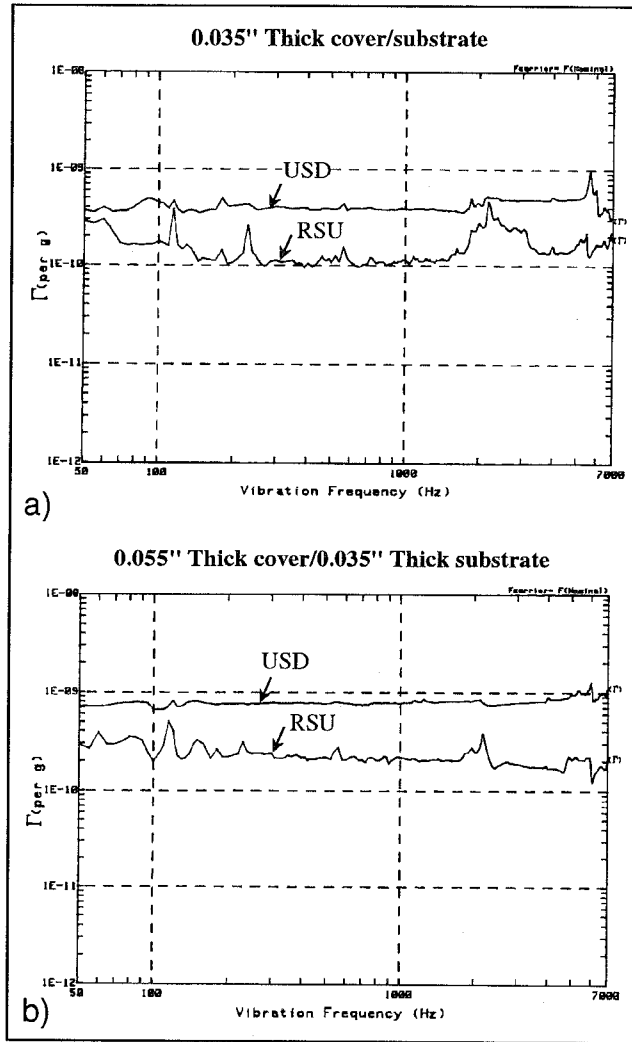 0.035" Thick cover/substrate
Fcarrier= F(Nominal)
1E-08
1E-09
1E-10
1E-11
1E-12
Γ(per g)
USD
RSU
50
100
1000
7000
Vibration Frequency (Hz)
a)
0.055" Thick cover/0.035" Thick substrate
Fcarrier= F(Nominal)
1E-08
1E-09
1E-10
1E-11
1E-12
Γ(per g)
USD
RSU
50
100
1000
7000
Vibration Frequency (Hz)
b)